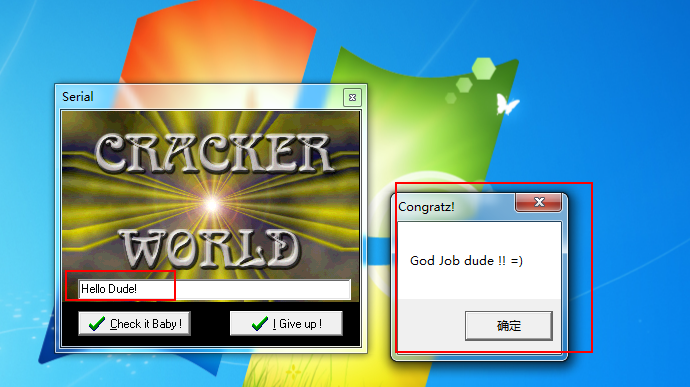 Serial
CRACKER
WORLD
Hello Dude!
Check it Baby !
I Give up !
Congratz!
God Job dude !! =)
确定